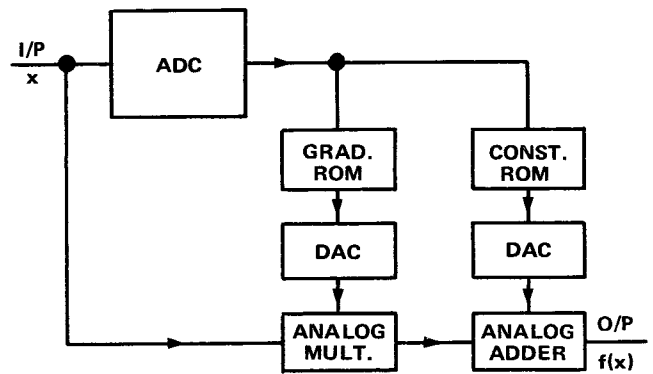 I/P
x
ADC
GRAD.
ROM
CONST.
ROM
DAC
DAC
ANALOG
MULT.
ANALOG
ADDER
O/P
f(x)